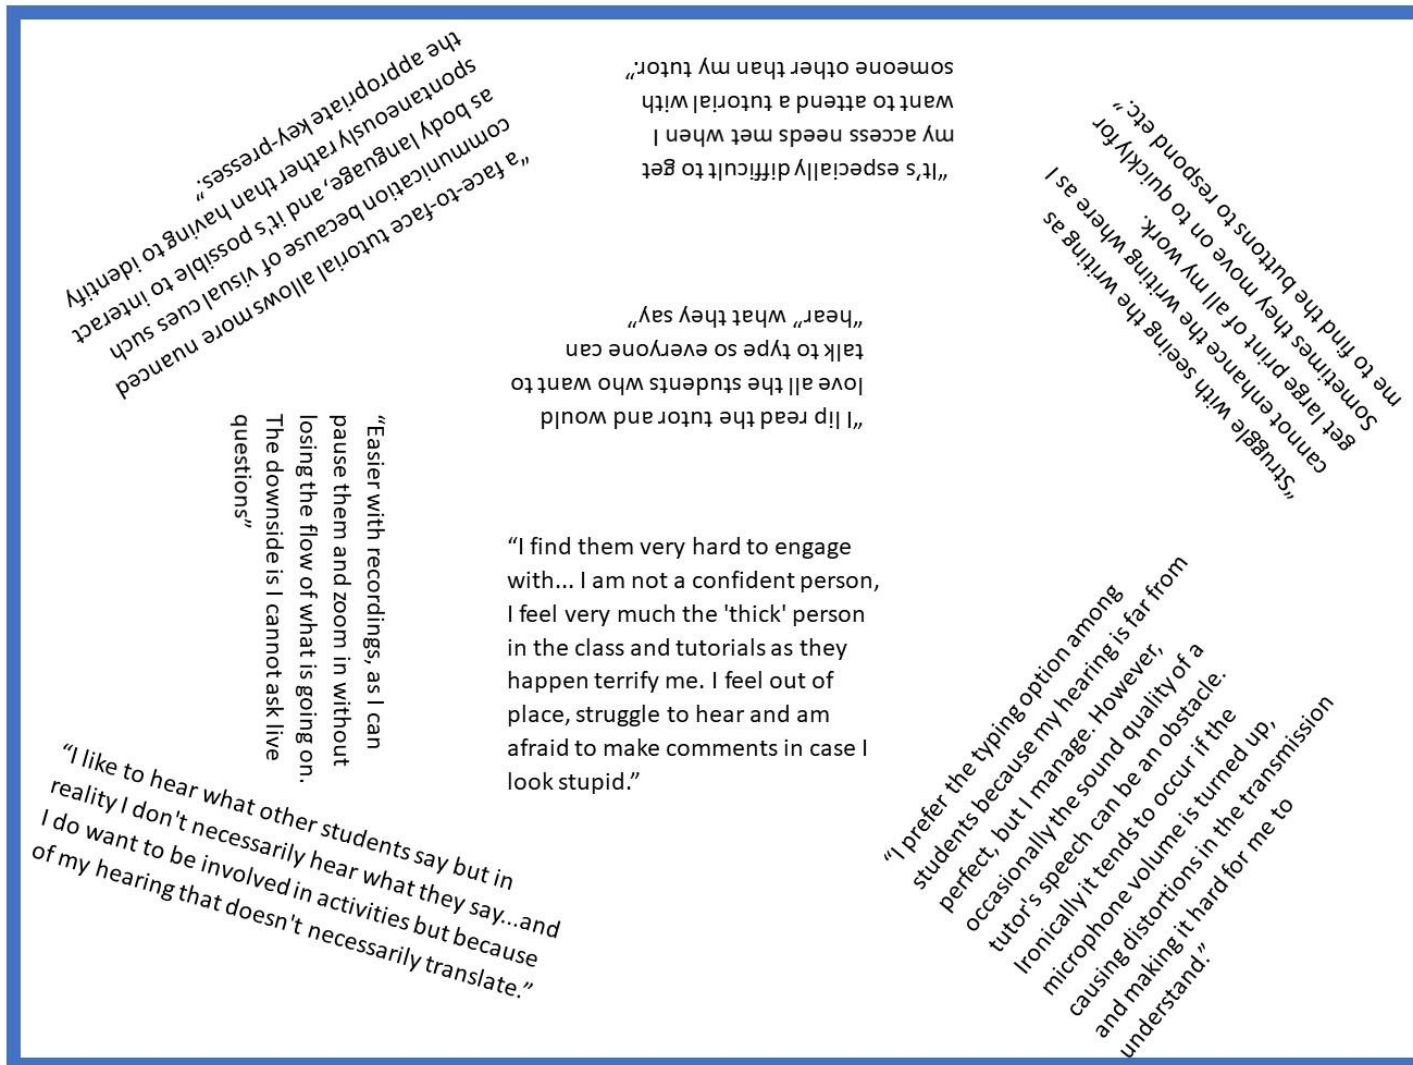 “a face-to-face tutorial allows more nuanced
communication because of visual cues such
as body language, and it's possible to interact
spontaneously rather than having to identify
the appropriate key-presses.”
“It’s especially difficult to get
my access needs met when I
want to attend a tutorial with
someone other than my tutor.”
“Struggle with seeing the writing as
cannot enhance the writing where as I
get large print of all my work.
Sometimes they move on to quickly for
me to find the buttons to respond etc.”
“I lip read the tutor and would
love all the students who want to
talk to type so everyone can
“hear” what they say”
“Easier with recordings, as I can
pause them and zoom in without
losing the flow of what is going on.
The downside is I cannot ask live
questions”
“I find them very hard to engage
with... I am not a confident person,
I feel very much the 'thick' person
in the class and tutorials as they
happen terrify me. I feel out of
place, struggle to hear and am
afraid to make comments in case I
look stupid.”
“I like to hear what other students say but in
reality I don't necessarily hear what they say...and
I do want to be involved in activities but because
of my hearing that doesn't necessarily translate.”
“I prefer the typing option among
students because my hearing is far from
perfect, but I manage. However,
occasionally the sound quality of a
tutor's speech can be an obstacle.
Ironically it tends to occur if the
microphone volume is turned up,
causing distortions in the transmission
and making it hard for me to
understand.”